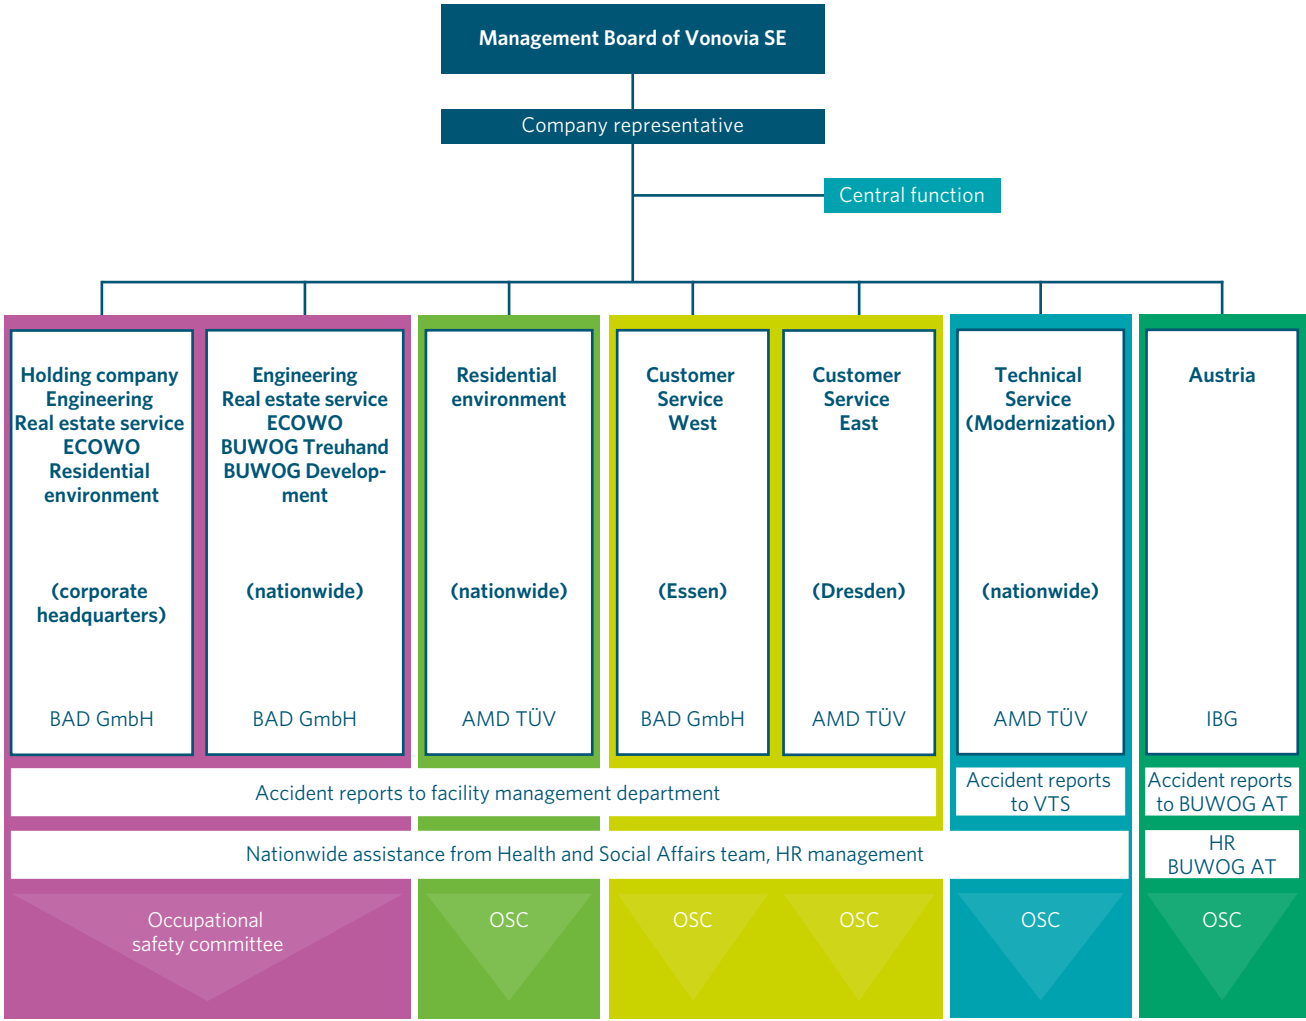 Management Board of Vonovia SE
Company representative
Central function
Holding company
Engineering
Real estate service
ECOWO
Residential
environment
(corporate
headquarters)
BAD GmbH
Engineering
Real estate service
ECOWO
BUWOG Treuhand
BUWOG Develop-
ment
(nationwide)
BAD GmbH
Residential
environment
(nationwide)
AMD TÜV
Customer
Service
West
(Essen)
BAD GmbH
Customer
Service
East
(Dresden)
AMD TÜV
Technical
Service
(Modernization)
(nationwide)
AMD TÜV
Austria
IBG
Accident reports to facility management department
Accident reports
to VTS
Accident reports
to BUWOG AT
Nationwide assistance from Health and Social Affairs team, HR management
HR
BUWOG AT
Occupational
safety committee
OSC
OSC
OSC
OSC
OSC